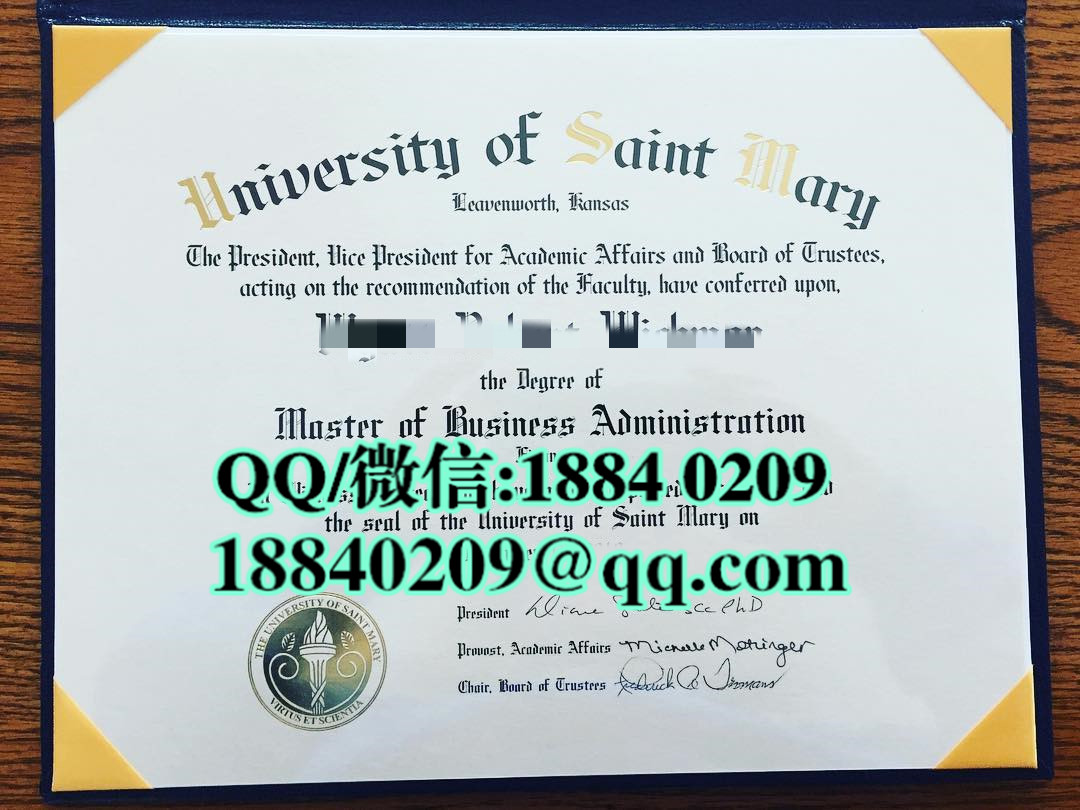 University of Saint Mary
Leavenworth, Kansas
The President, Vice President for Academic Affairs and Board of Trustees,
acting on the recommendation of the Faculty, have conferred upon,
the Degree of
Master of Business Administration
QQ/微信:1884 0209
the seal of the University of Saint Mary on
18840209@qq.com
President
Provost, Academic Affairs
Chair, Board of Trustees
THE UNIVERSITY OF SAINT MARY
VIRTUS ET SCIENTIA